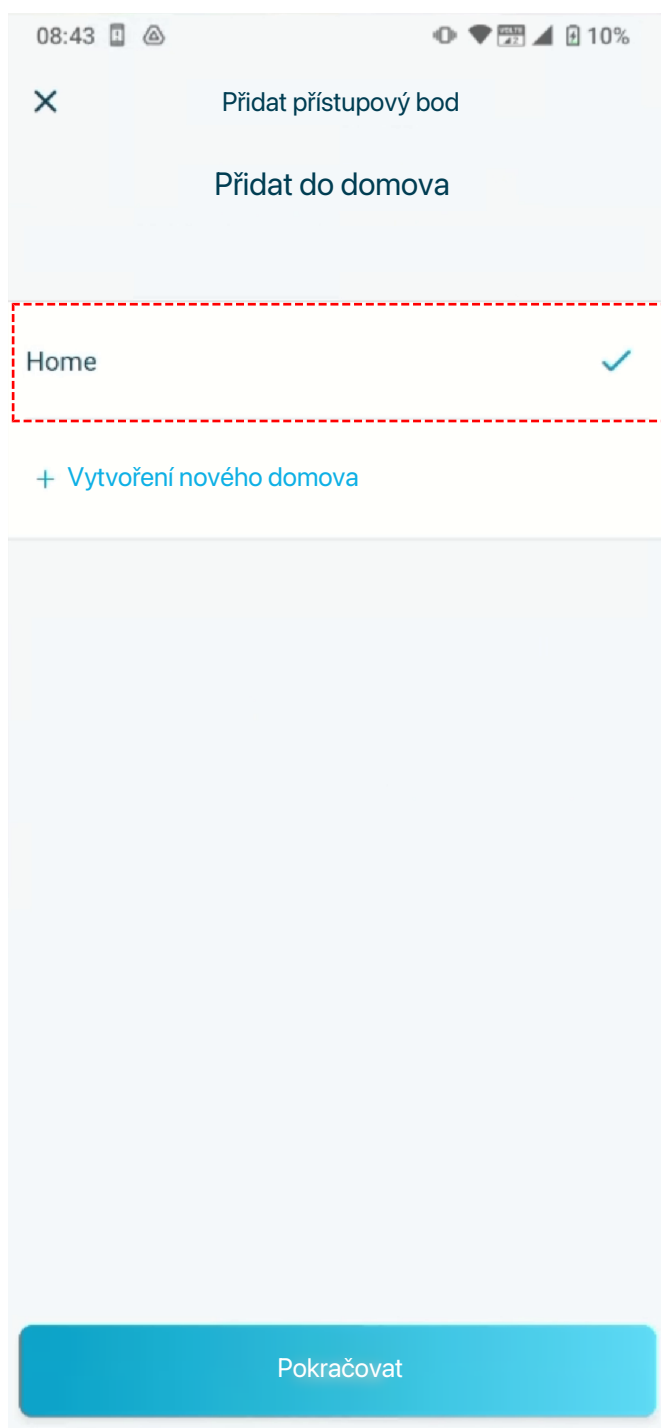 08:43 10%
Přidat přístupový bod
Přidat do domova
Home
+ Vytvoření nového domova
Pokračovat